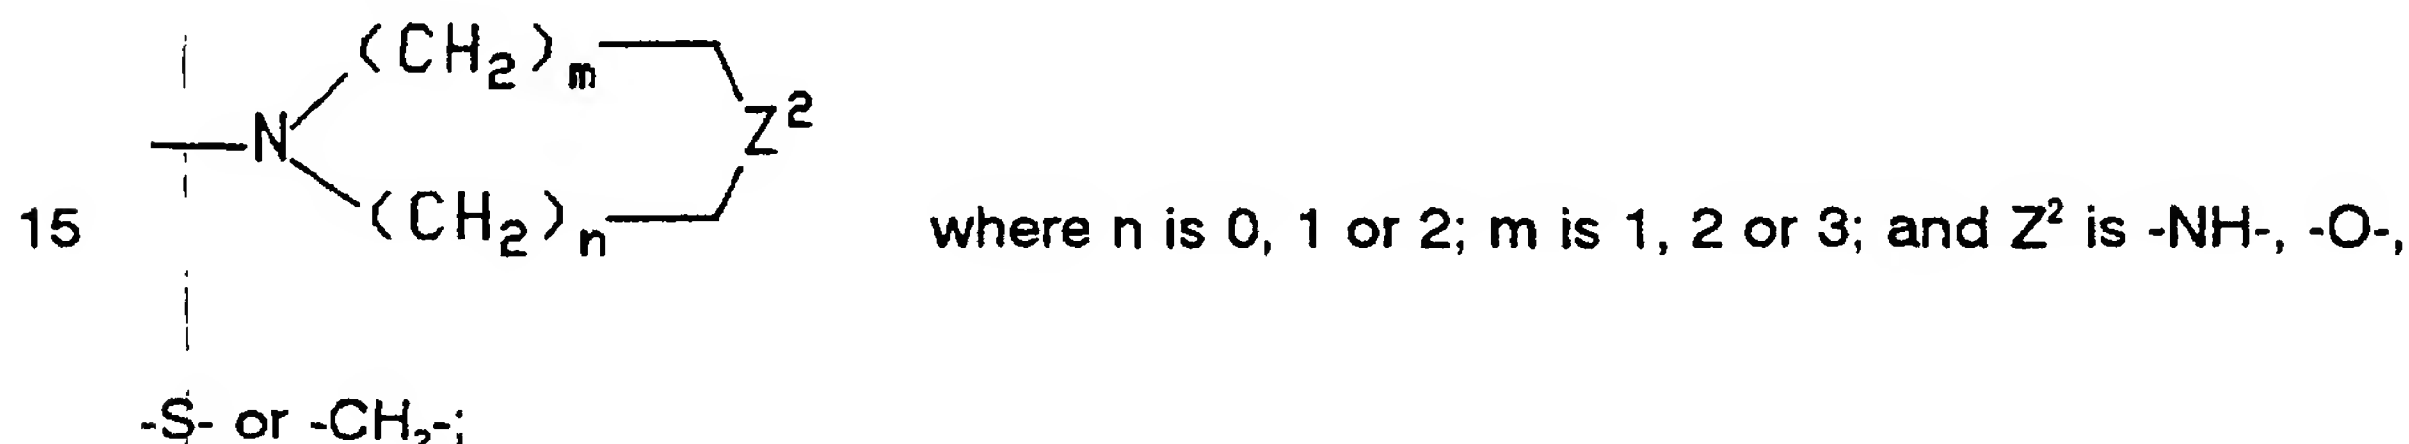 (CH₂)m
N Z²
(CH₂)n
15 where n is 0, 1 or 2; m is 1, 2 or 3; and Z² is -NH-, -O-,
-S- or -CH₂-;